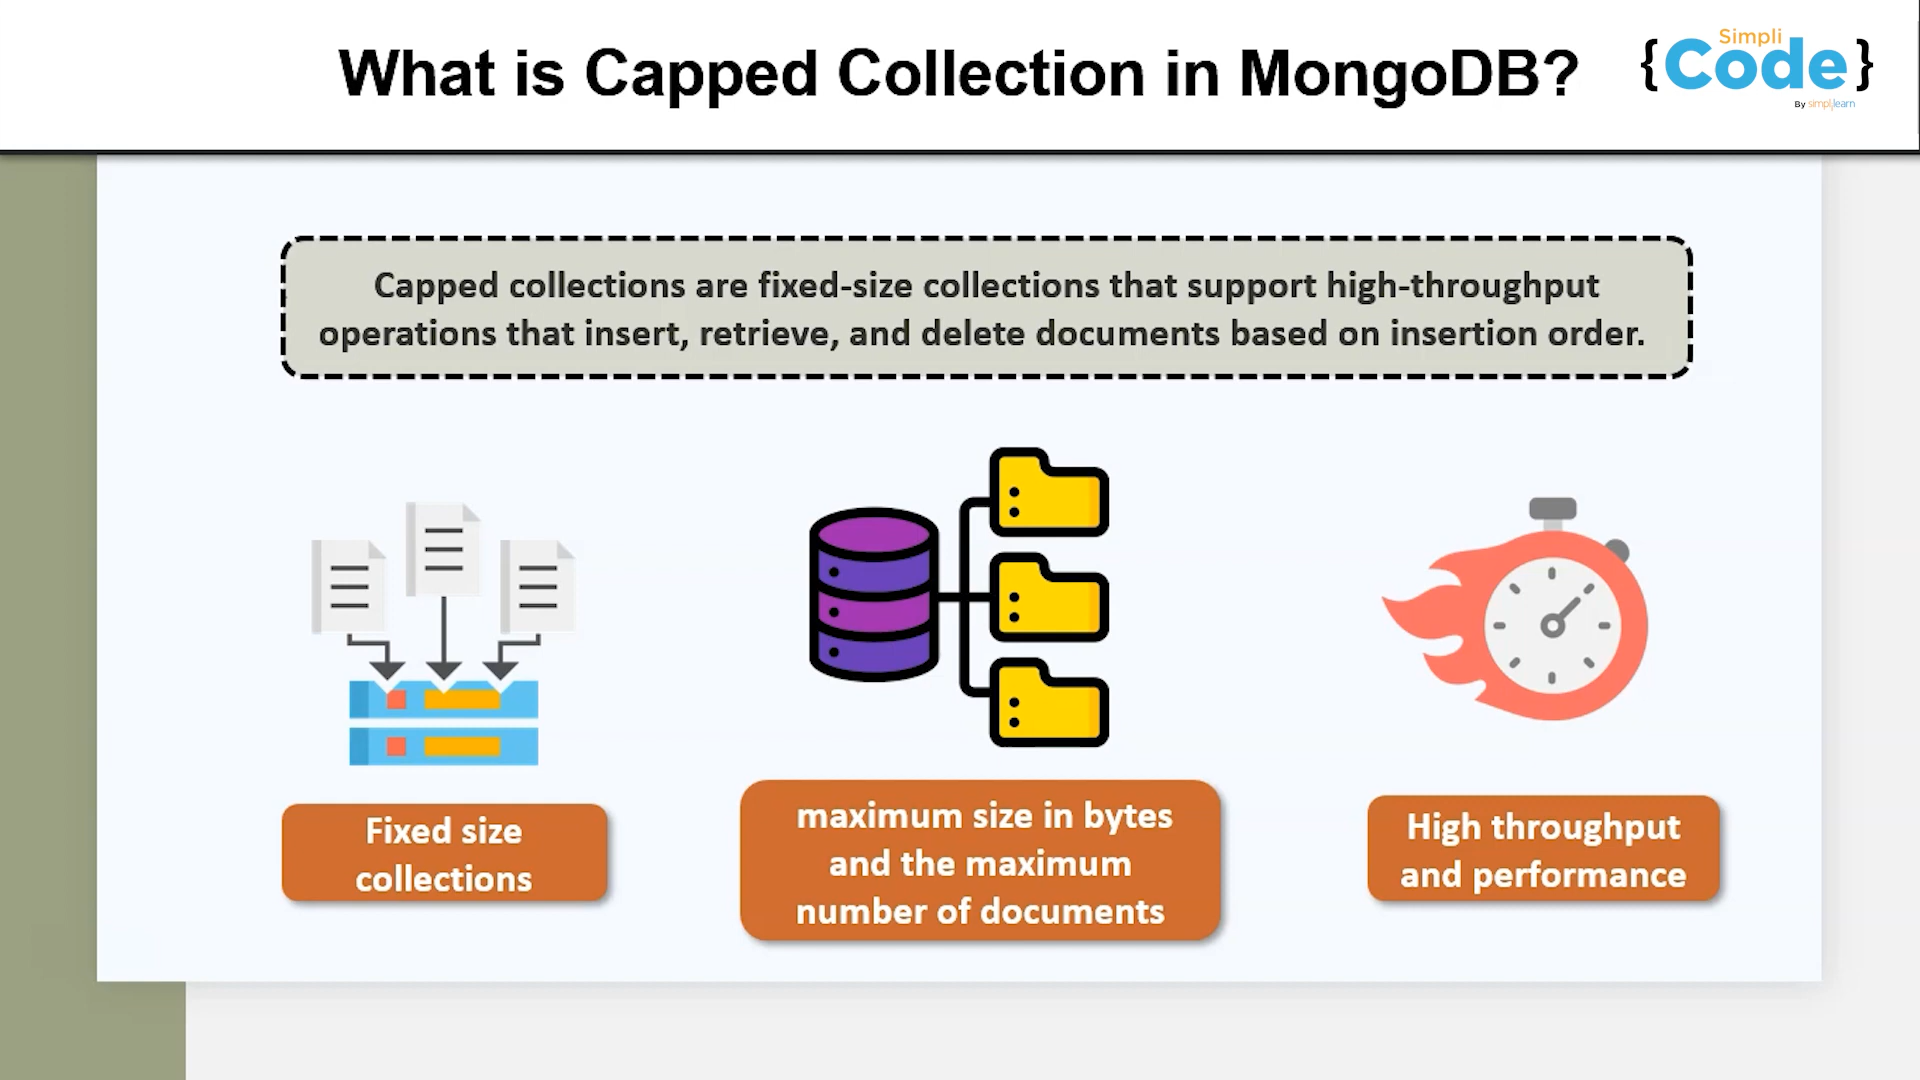 What is Capped Collection in MongoDB?
Simpli
{Code}
By simplilearn
Capped collections are fixed-size collections that support high-throughput
operations that insert, retrieve, and delete documents based on insertion order.
Fixed size
collections
maximum size in bytes
and the maximum
number of documents
High throughput
and performance